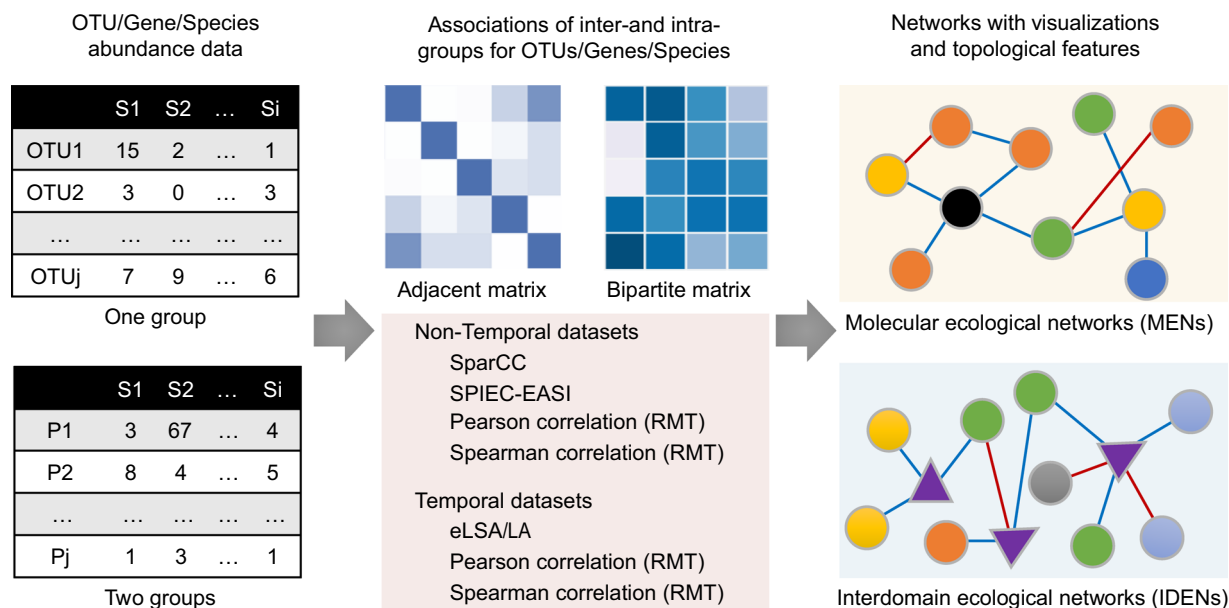 OTU/Gene/Species
abundance data
S1 S2 … Si
OTU1 15 2 … 1
OTU2 3 0 … 3
… … … … …
OTUj 7 9 … 6
One group
S1 S2 … Si
P1 3 67 … 4
P2 8 4 … 5
… … … … …
Pj 1 3 … 1
Two groups
Associations of inter-and intra-
groups for OTUs/Genes/Species
Adjacent matrix
Bipartite matrix
Non-Temporal datasets
SparCC
SPIEC-EASI
Pearson correlation (RMT)
Spearman correlation (RMT)
Temporal datasets
eLSA/LA
Pearson correlation (RMT)
Spearman correlation (RMT)
Networks with visualizations
and topological features
Molecular ecological networks (MENs)
Interdomain ecological networks (IDENs)